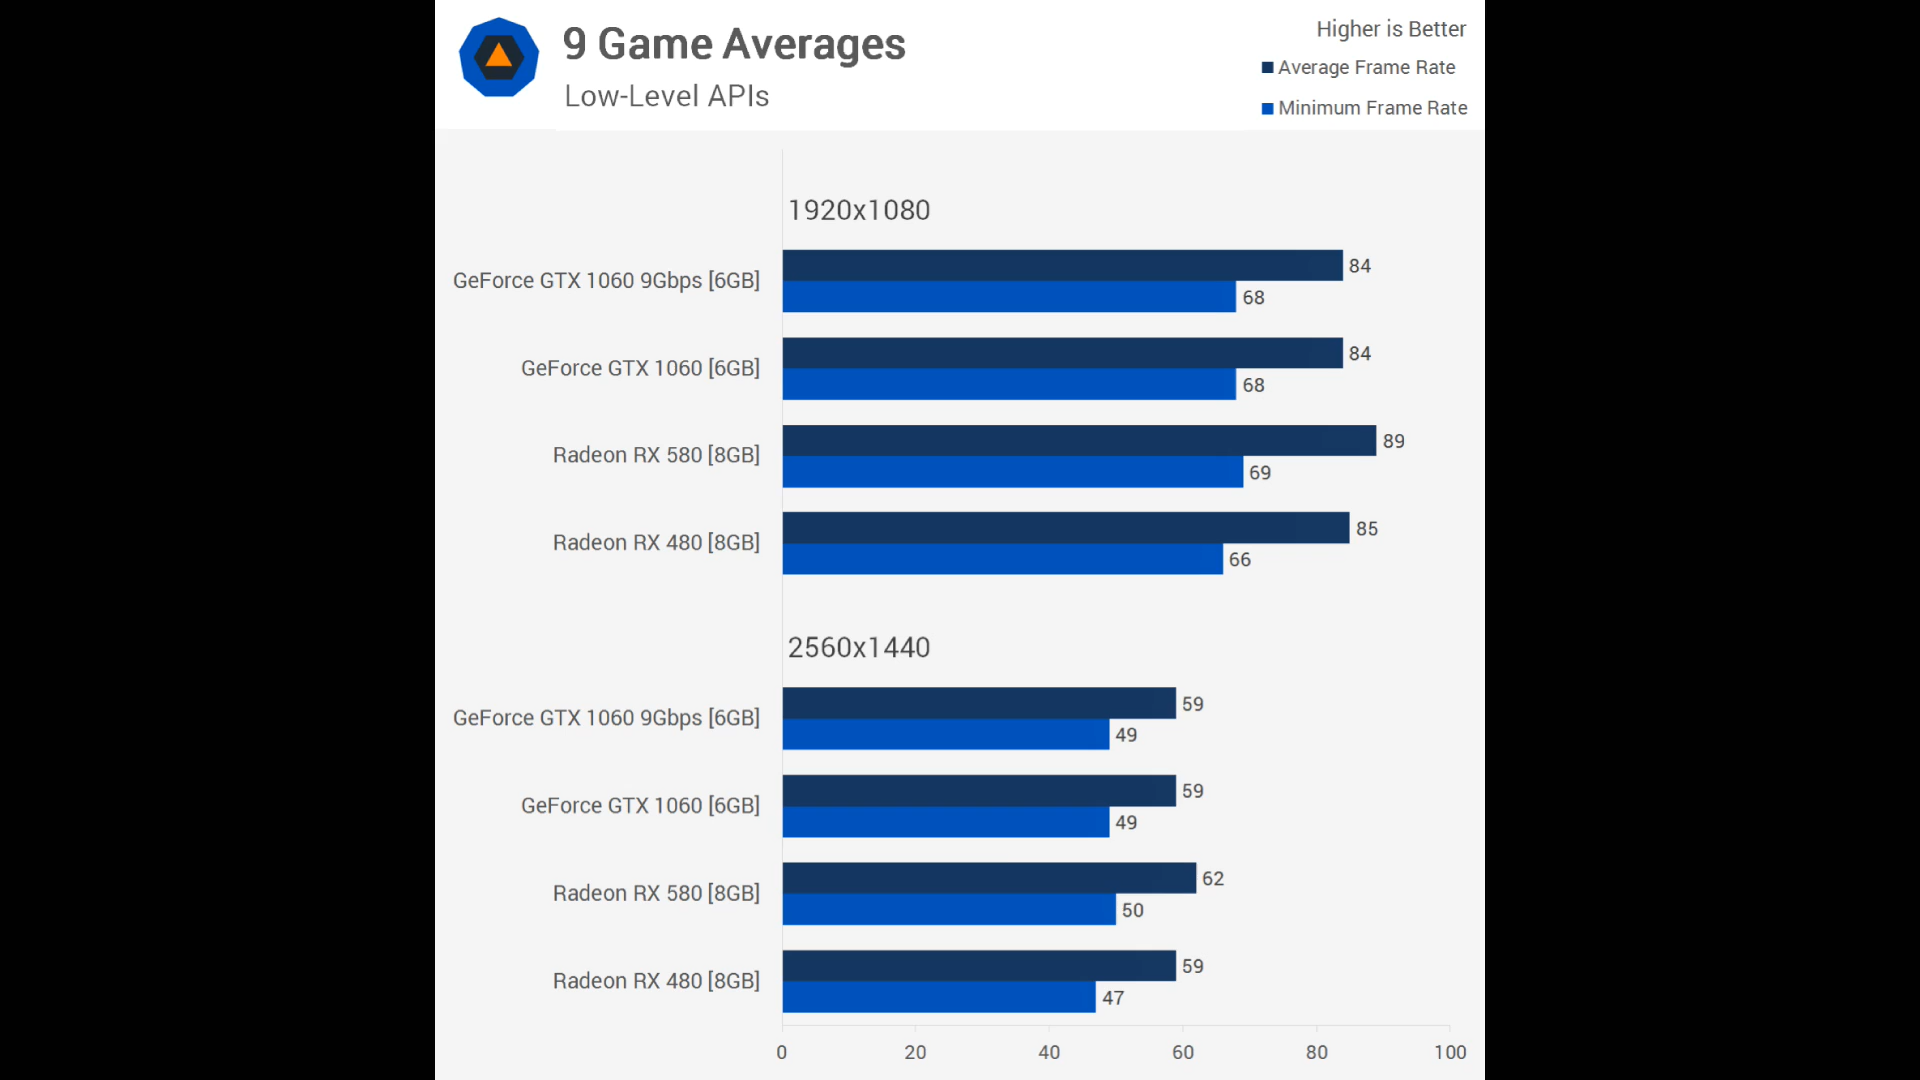 9 Game Averages
Low-Level APIs
Higher is Better
Average Frame Rate
Minimum Frame Rate
1920x1080
GeForce GTX 1060 9Gbps [6GB]
84
68
GeForce GTX 1060 [6GB]
84
68
Radeon RX 580 [8GB]
89
69
Radeon RX 480 [8GB]
85
66
2560x1440
GeForce GTX 1060 9Gbps [6GB]
59
49
GeForce GTX 1060 [6GB]
59
49
Radeon RX 580 [8GB]
62
50
Radeon RX 480 [8GB]
59
47
0 20 40 60 80 100